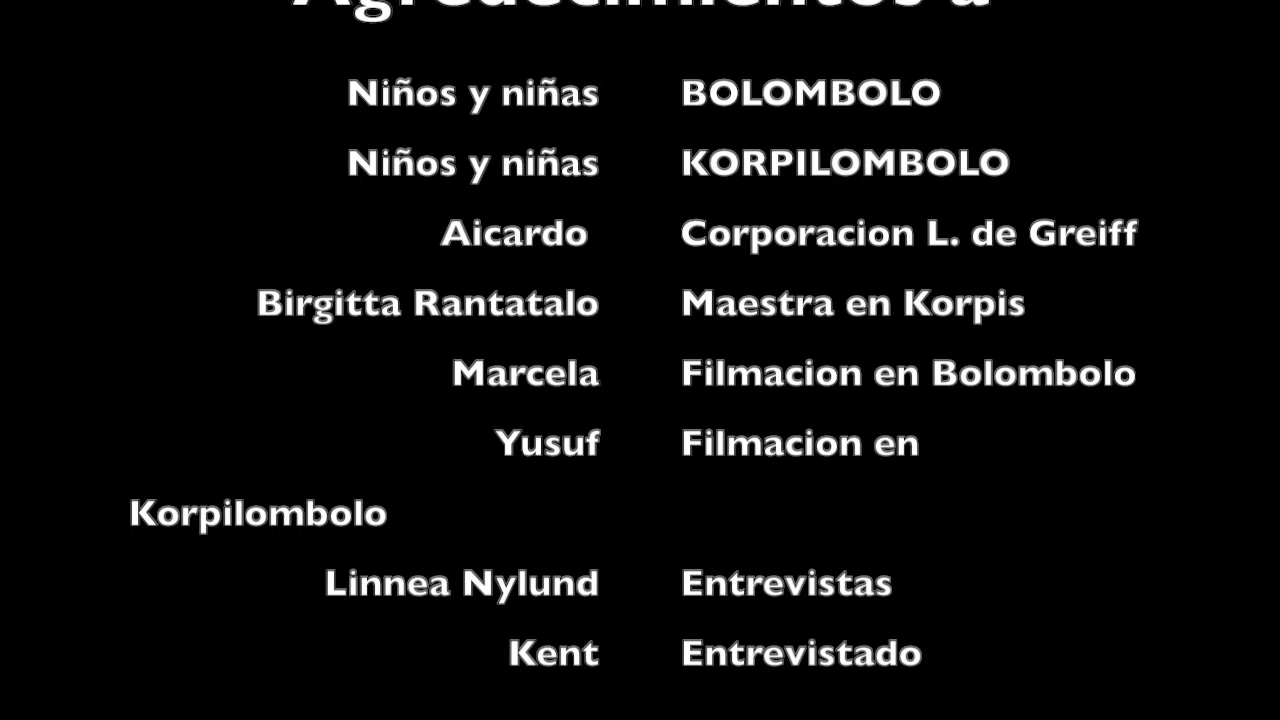 Agredecimientos a
Niños y niñas BOLOMBOLO
Niños y niñas KORPILOMBOLO
Aicardo Corporacion L. de Greiff
Birgitta Rantatalo Maestra en Korpis
Marcela Filmacion en Bolombolo
Yusuf Filmacion en
Korpilombolo
Linnea Nylund Entrevistas
Kent Entrevistado